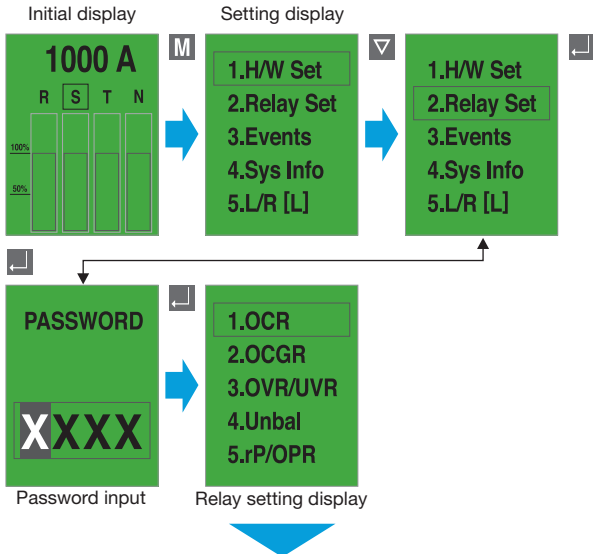 Initial display
Setting display
1000 A
R S T N
100%
50%
M
1.H/W Set
2.Relay Set
3.Events
4.Sys Info
5.L/R [L]
1.H/W Set
2.Relay Set
3.Events
4.Sys Info
5.L/R [L]
PASSWORD
XXXX
Password input
1.OCR
2.OCGR
3.OVR/UVR
4.Unbal
5.rP/OPR
Relay setting display